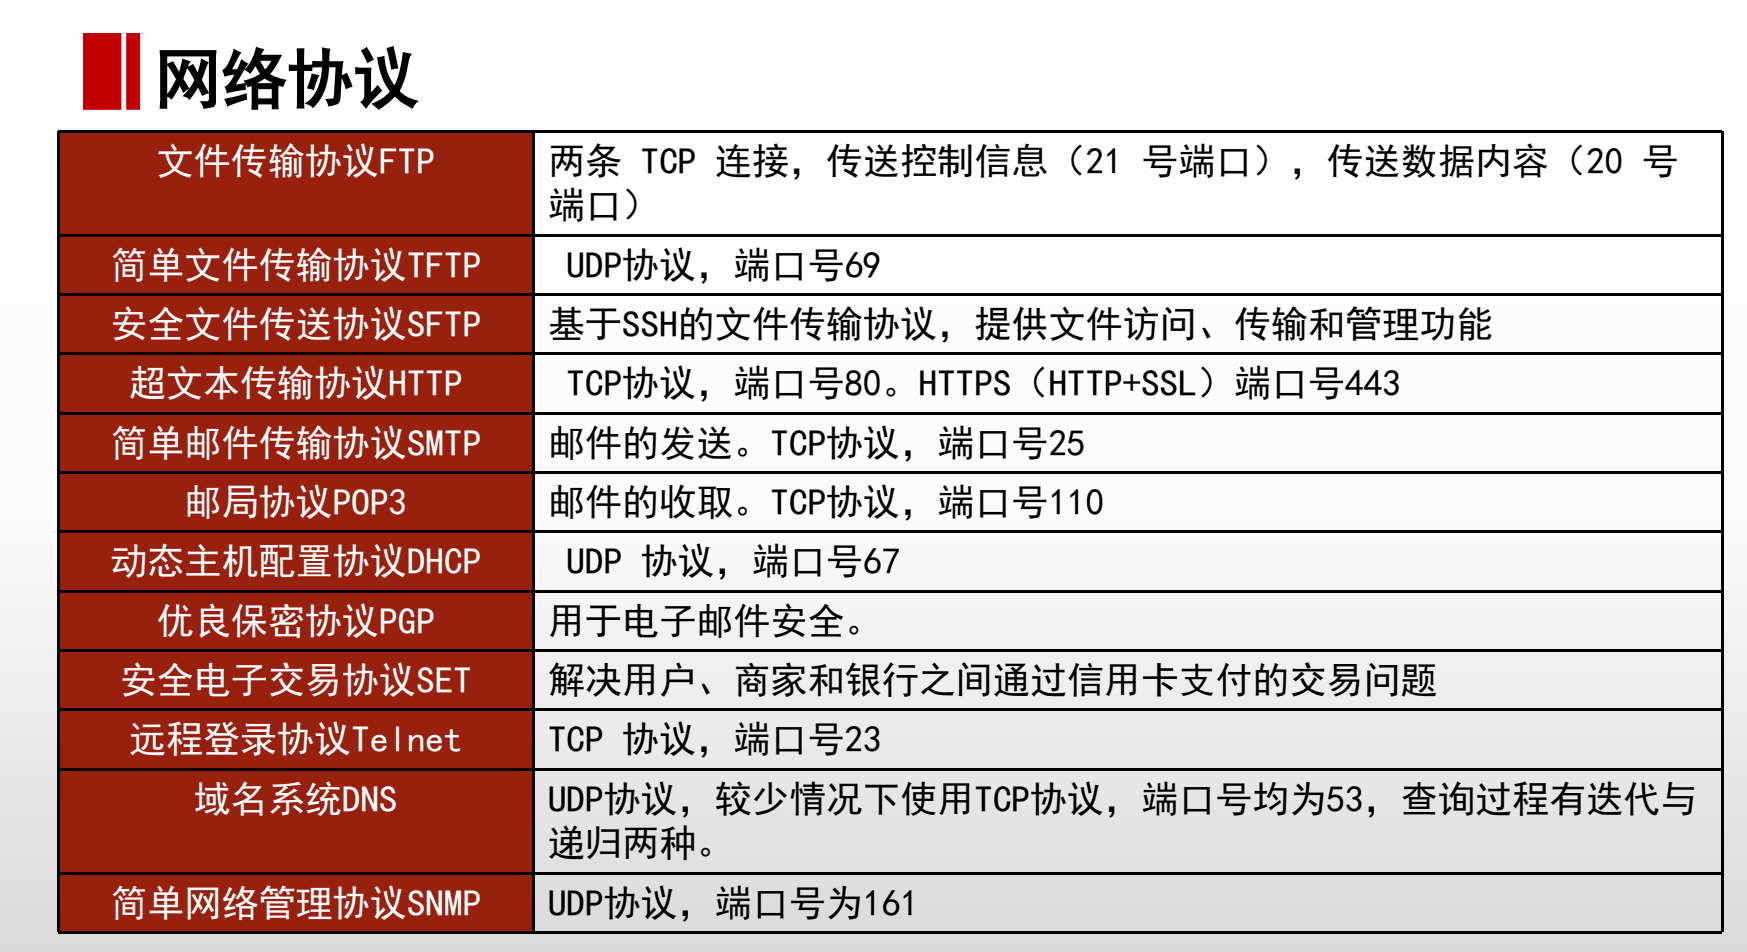 网络协议
文件传输协议FTP
两条 TCP 连接，传送控制信息（21 号端口），传送数据内容（20 号
端口）
简单文件传输协议TFTP
UDP协议，端口号69
安全文件传送协议SFTP
基于SSH的文件传输协议，提供文件访问、传输和管理功能
超文本传输协议HTTP
TCP协议，端口号80。HTTPS（HTTP+SSL）端口号443
简单邮件传输协议SMTP
邮件的发送。TCP协议，端口号25
邮局协议POP3
邮件的收取。TCP协议，端口号110
动态主机配置协议DHCP
UDP 协议，端口号67
优良保密协议PGP
用于电子邮件安全。
安全电子交易协议SET
解决用户、商家和银行之间通过信用卡支付的交易问题
远程登录协议Telnet
TCP 协议，端口号23
域名系统DNS
UDP协议，较少情况下使用TCP协议，端口号均为53，查询过程有迭代与
递归两种。
简单网络管理协议SNMP
UDP协议，端口号为161